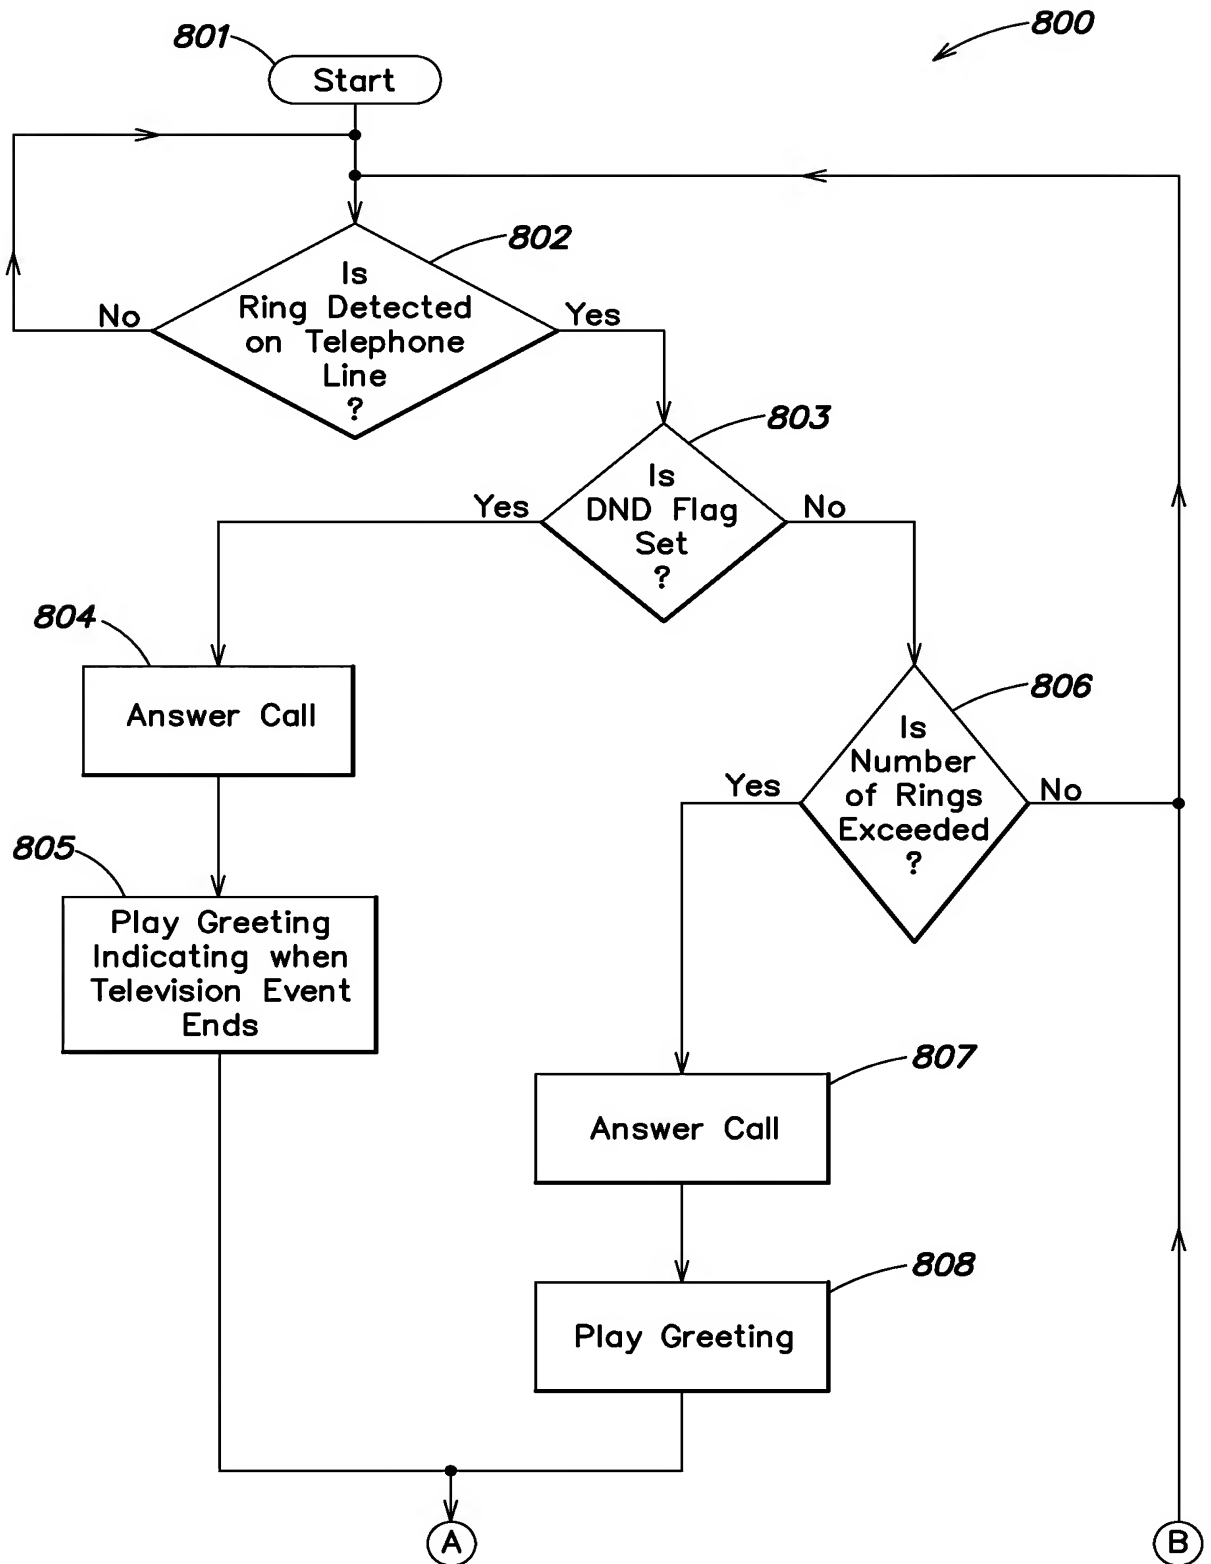 800
801
Start
802
Is
Ring Detected
on Telephone
Line
?
No
Yes
803
Is
DND Flag
Set
?
Yes
No
804
Answer Call
806
Is
Number
of Rings
Exceeded
?
Yes
No
805
Play Greeting
Indicating when
Television Event
Ends
807
Answer Call
808
Play Greeting
A
B